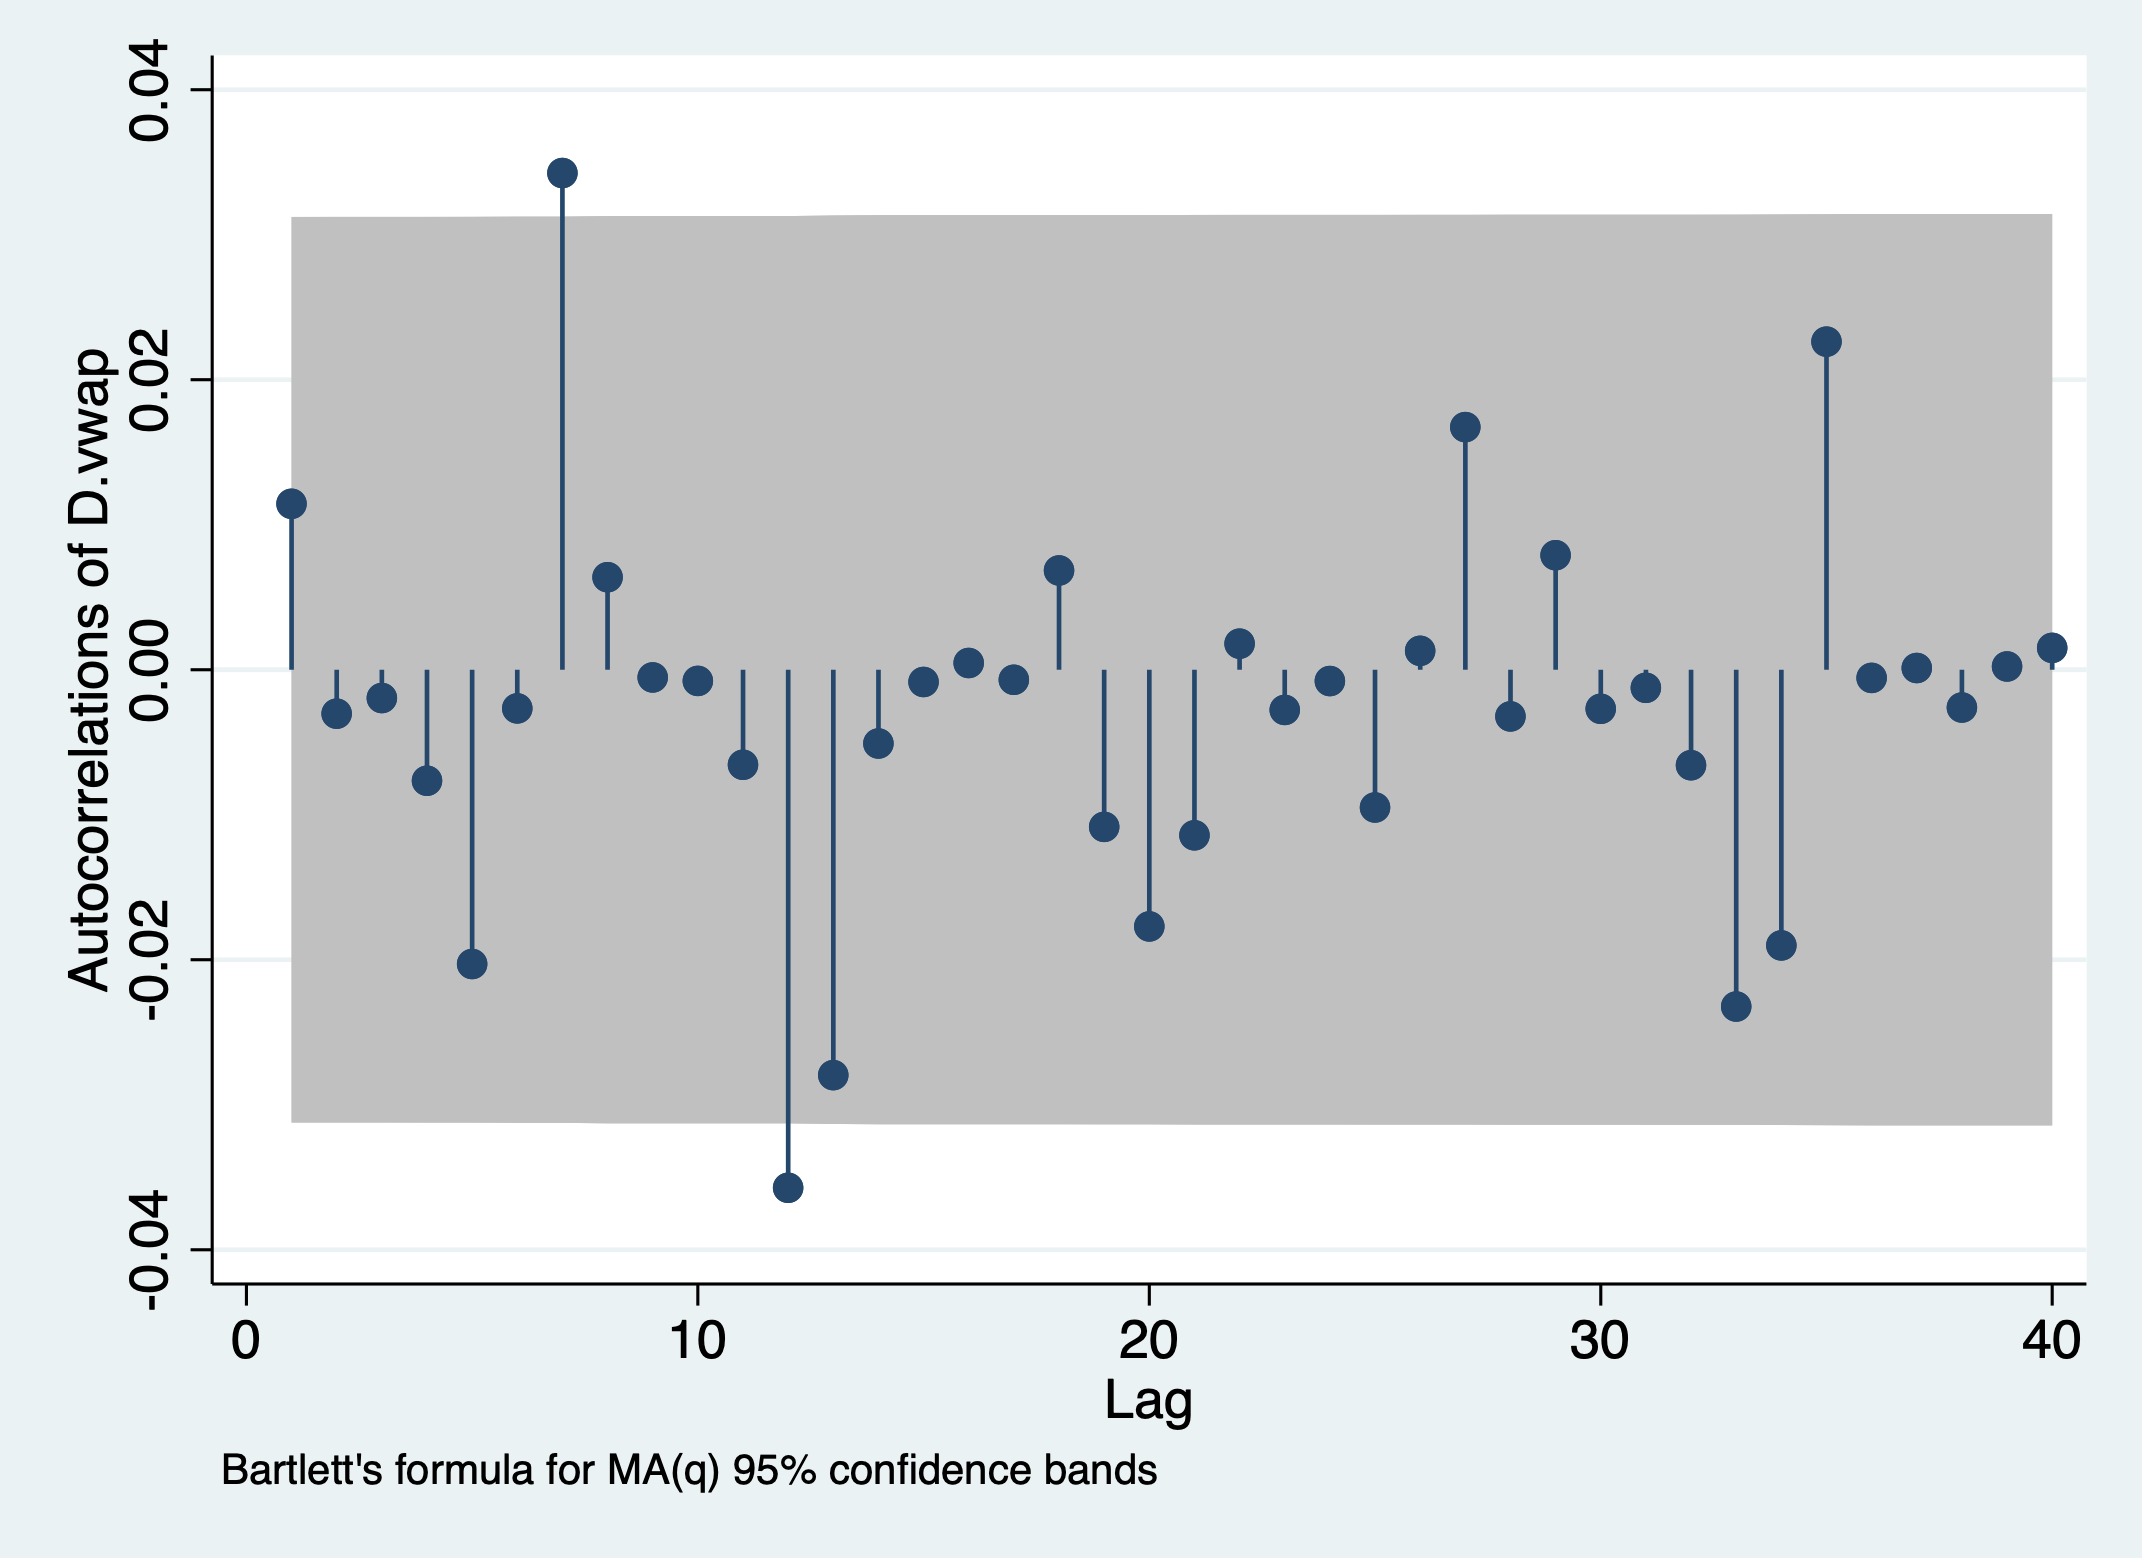 Autocorrelations of D.vwap
0.04
0.02
0.00
-0.02
-0.04
0 10 20 30 40
Lag
Bartlett's formula for MA(q) 95% confidence bands